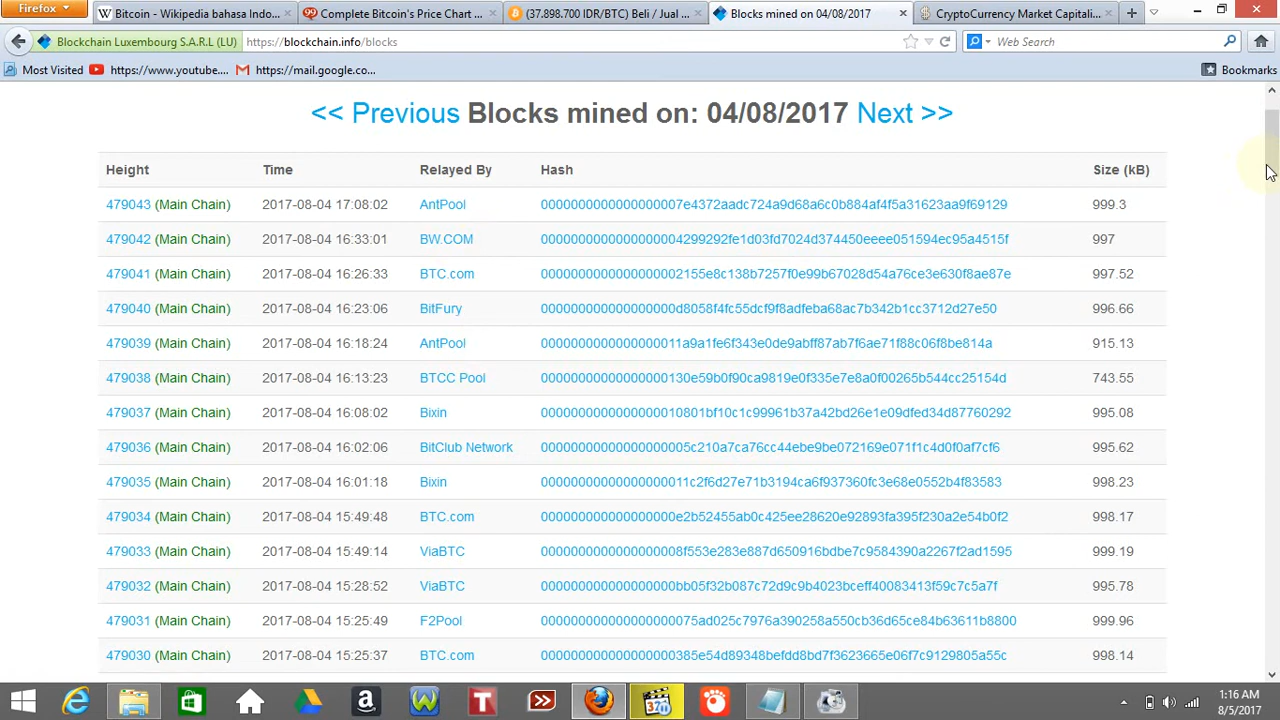 Firefox
Bitcoin - Wikipedia bahasa Indo...
Complete Bitcoin's Price Chart ...
(37.898.700 IDR/BTC) Beli / Jual ...
Blocks mined on 04/08/2017
CryptoCurrency Market Capitali...
Blockchain Luxembourg S.A.R.L (LU) https://blockchain.info/blocks Web Search
Most Visited https://www.youtube.... https://mail.google.co... Bookmarks
<< Previous Blocks mined on: 04/08/2017 Next >>
Height Time Relayed By Hash Size (kB)
479043 (Main Chain) 2017-08-04 17:08:02 AntPool 0000000000000000007e4372aadc724a9d68a6c0b884af4f5a31623aa9f69129 999.3
479042 (Main Chain) 2017-08-04 16:33:01 BW.COM 0000000000000000004299292fe1d03fd7024d374450eeee051594ec95a4515f 997
479041 (Main Chain) 2017-08-04 16:26:33 BTC.com 0000000000000000002155e8c138b7257f0e99b67028d54a76ce3e630f8ae87e 997.52
479040 (Main Chain) 2017-08-04 16:23:06 BitFury 000000000000000000d8058f4fc55dcf9f8adfeba68ac7b342b1cc3712d27e50 996.66
479039 (Main Chain) 2017-08-04 16:18:24 AntPool 0000000000000000011a9a1fe6f343e0de9abff87ab7f6ae71f88c06f8be814a 915.13
479038 (Main Chain) 2017-08-04 16:13:23 BTCC Pool 000000000000000000130e59b0f90ca9819e0f335e7e8a0f00265b544cc25154d 743.55
479037 (Main Chain) 2017-08-04 16:08:02 Bixin 00000000000000000010801bf10c1c99961b37a42bd26e1e09dfed34d87760292 995.08
479036 (Main Chain) 2017-08-04 16:02:06 BitClub Network 0000000000000000005c210a7ca76cc44ebe9be072169e071f1c4d0f0af7cf6 995.62
479035 (Main Chain) 2017-08-04 16:01:18 Bixin 00000000000000000011c2f6d27e71b3194ca6f937360fc3e68e0552b4f83583 998.23
479034 (Main Chain) 2017-08-04 15:49:48 BTC.com 000000000000000000e2b52455ab0c425ee28620e92893fa395f230a2e54b0f2 998.17
479033 (Main Chain) 2017-08-04 15:49:14 ViaBTC 0000000000000000008f553e283e887d650916bdbe7c9584390a2267f2ad1595 999.19
479032 (Main Chain) 2017-08-04 15:28:52 ViaBTC 000000000000000000bb05f32b087c72d9c9b4023bceff40083413f59c7c5a7f 995.78
479031 (Main Chain) 2017-08-04 15:25:49 F2Pool 00000000000000000075ad025c7976a390258a550cb36d65ce84b63611b8800 999.96
479030 (Main Chain) 2017-08-04 15:25:37 BTC.com 000000000000000000385e54d89348befdd8bd7f3623665e06f7c9129805a55c 998.14
1:16 AM
8/5/2017